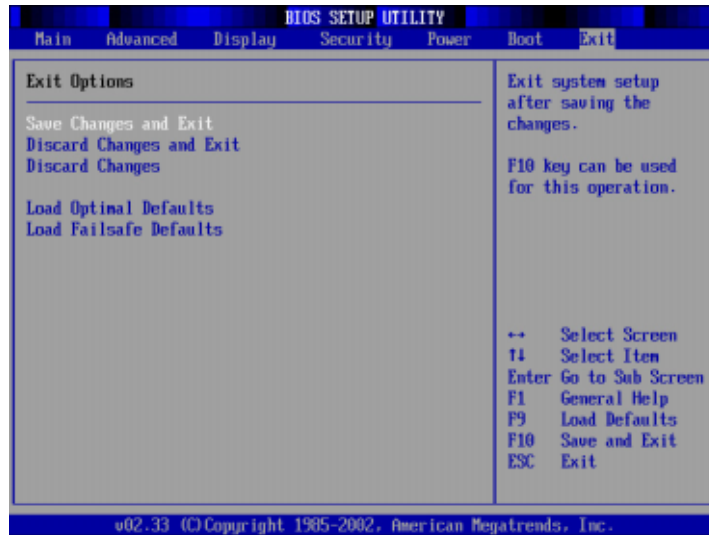 BIOS SETUP UTILITY
Main Advanced Display Security Power Boot Exit
Exit Options
Save Changes and Exit
Discard Changes and Exit
Discard Changes
Load Optimal Defaults
Load Failsafe Defaults
Exit system setup
after saving the
changes.
F10 key can be used
for this operation.
↔ Select Screen
↑↓ Select Item
Enter Go to Sub Screen
F1 General Help
F9 Load Defaults
F10 Save and Exit
ESC Exit
v02.33 (C)Copyright 1985-2002, American Megatrends, Inc.